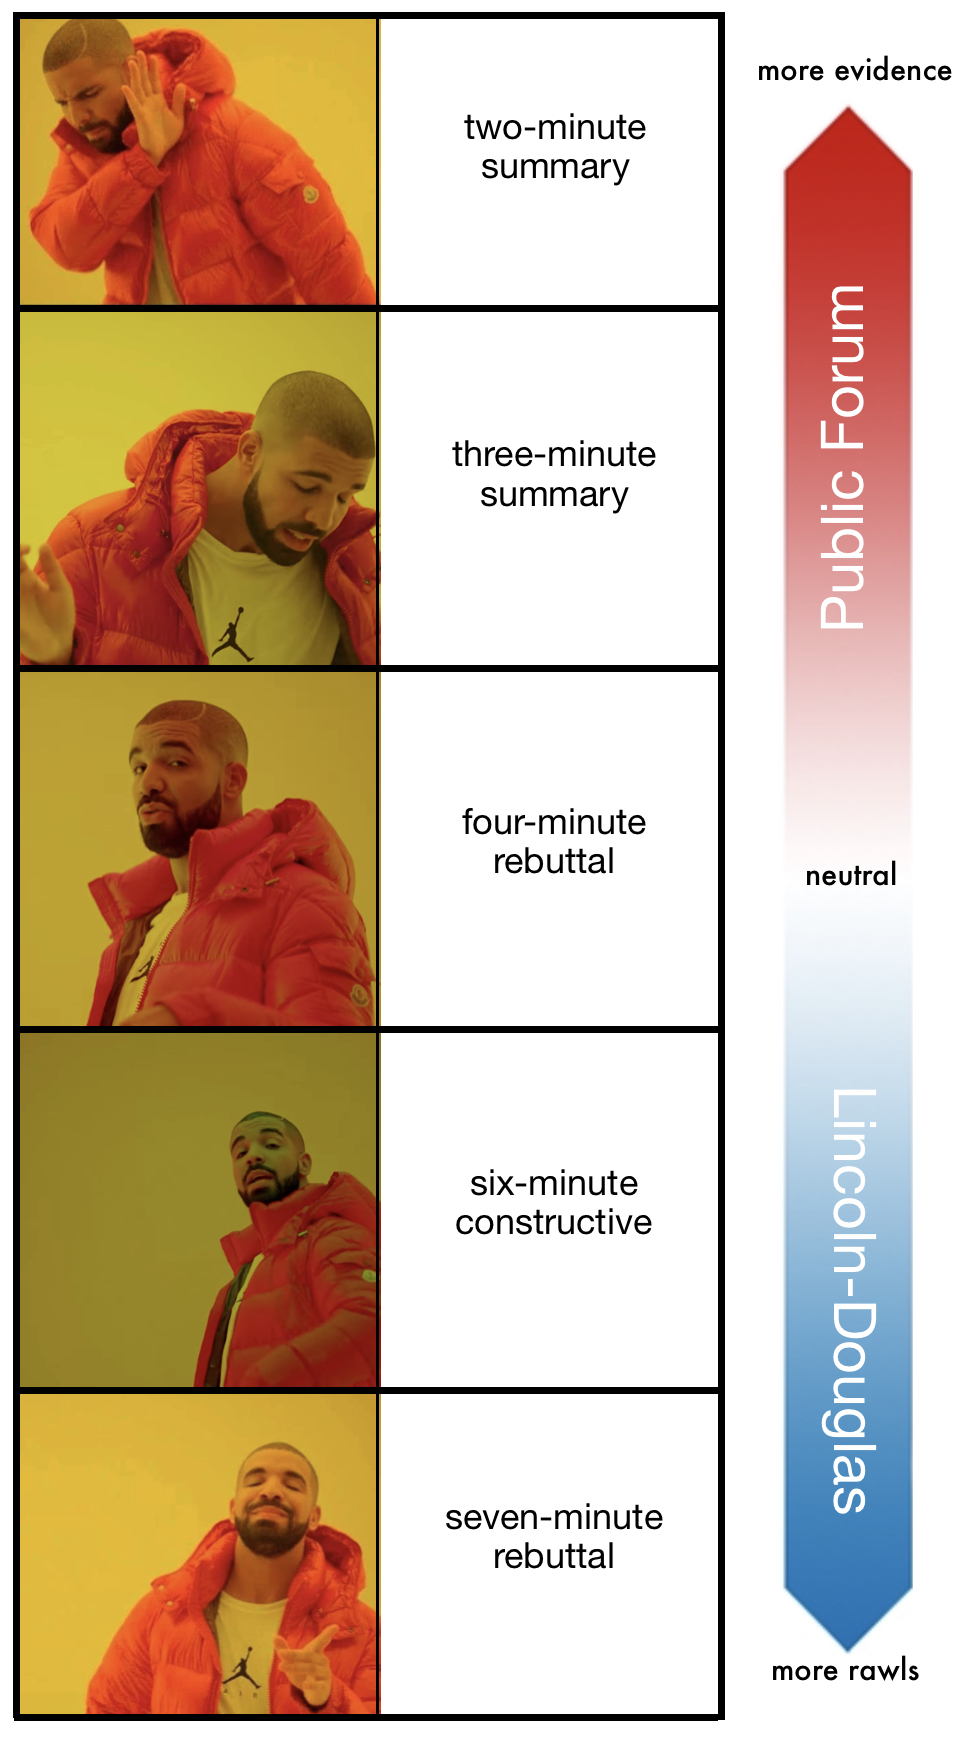 two-minute
summary
more evidence
three-minute
summary
Public Forum
four-minute
rebuttal
neutral
six-minute
constructive
Lincoln-Douglas
seven-minute
rebuttal
more rawls